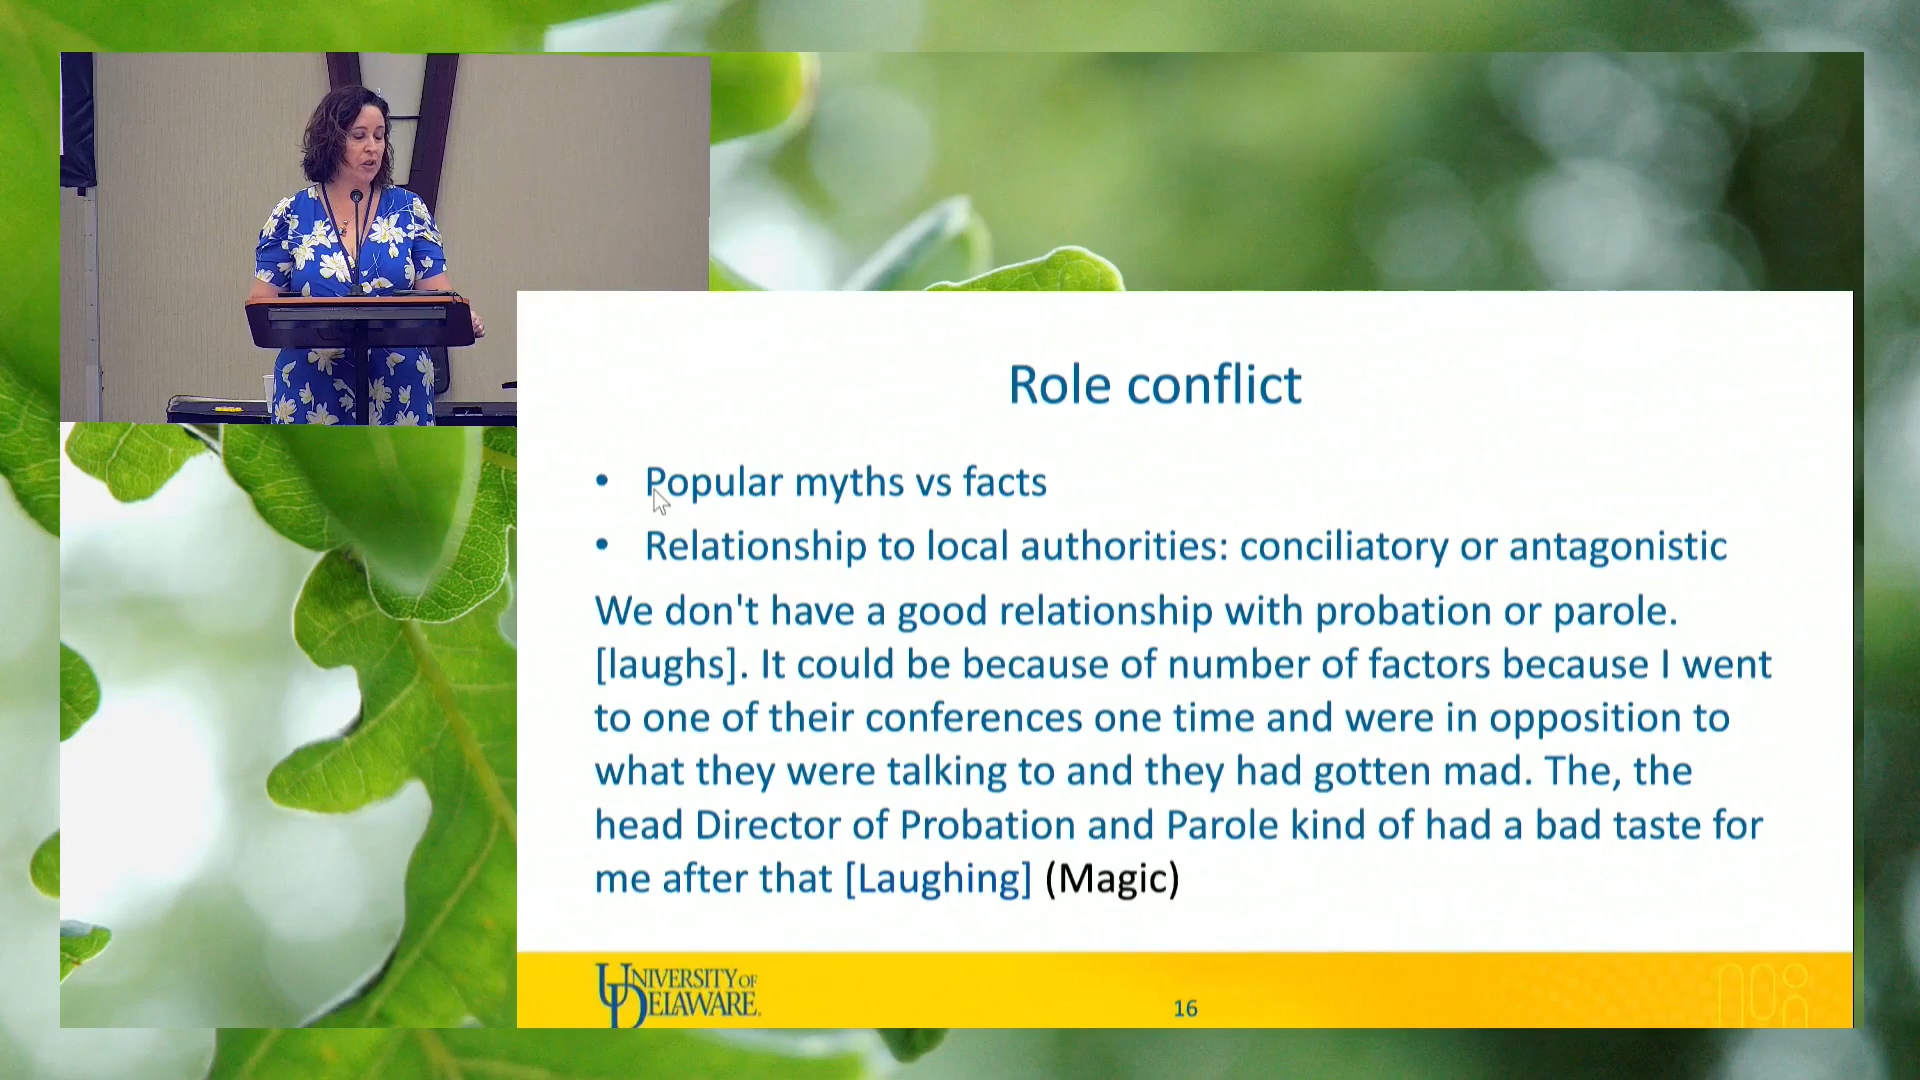 Role conflict
• Popular myths vs facts
• Relationship to local authorities: conciliatory or antagonistic
We don't have a good relationship with probation or parole.
[laughs]. It could be because of number of factors because I went
to one of their conferences one time and were in opposition to
what they were talking to and they had gotten mad. The, the
head Director of Probation and Parole kind of had a bad taste for
me after that [Laughing] (Magic)
UNIVERSITY OF
DELAWARE.
16